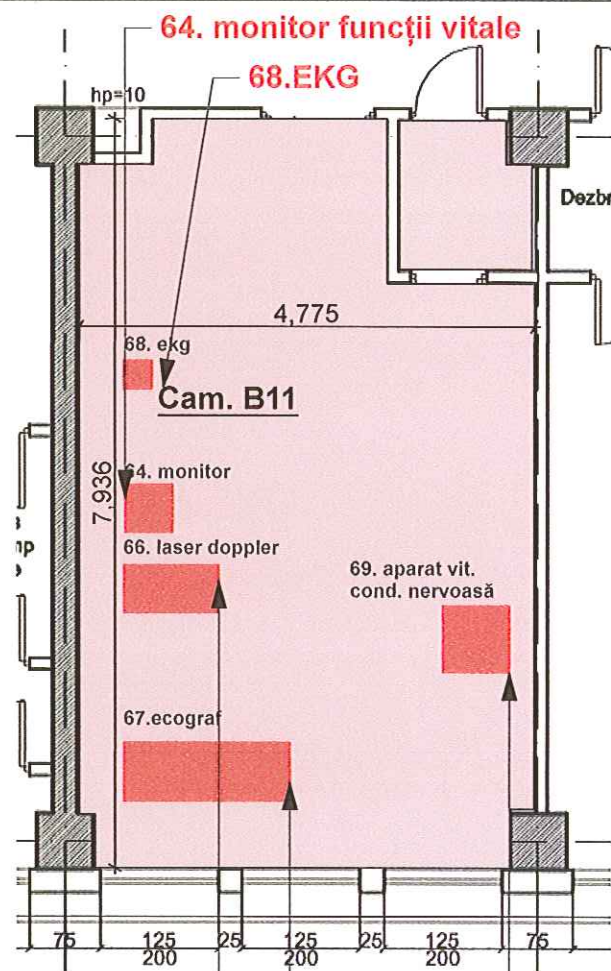 64. monitor funcții vitale
68.EKG
hp=10
Dezbr
4,775
68. ekg
Cam. B11
7,936
64. monitor
66. laser doppler
69. aparat vit.
cond. nervoasă
67.ecograf
75 125 25 125 25 125 75
200 200 200